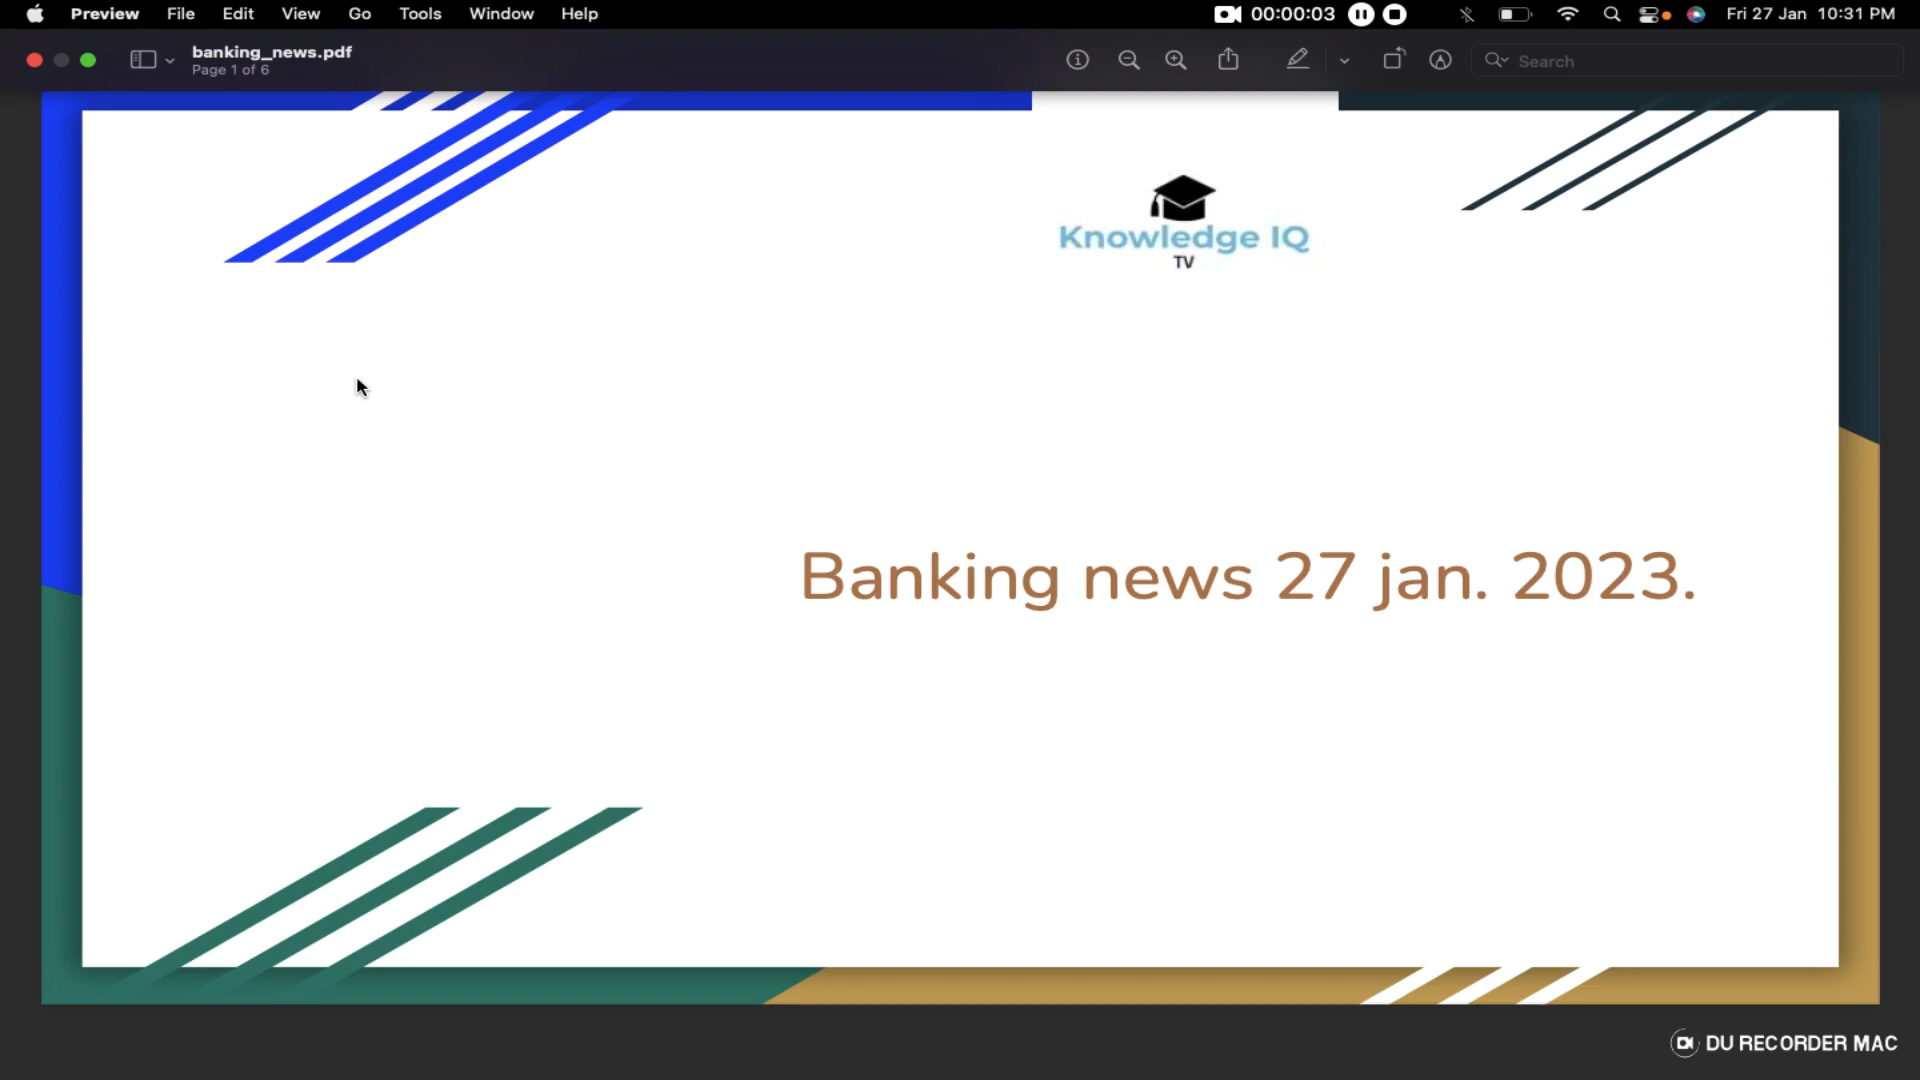 Preview File Edit View Go Tools Window Help 00:00:03 Fri 27 Jan 10:31 PM
banking_news.pdf
Page 1 of 6
Search
Knowledge IQ
TV
Banking news 27 jan. 2023.
DU RECORDER MAC